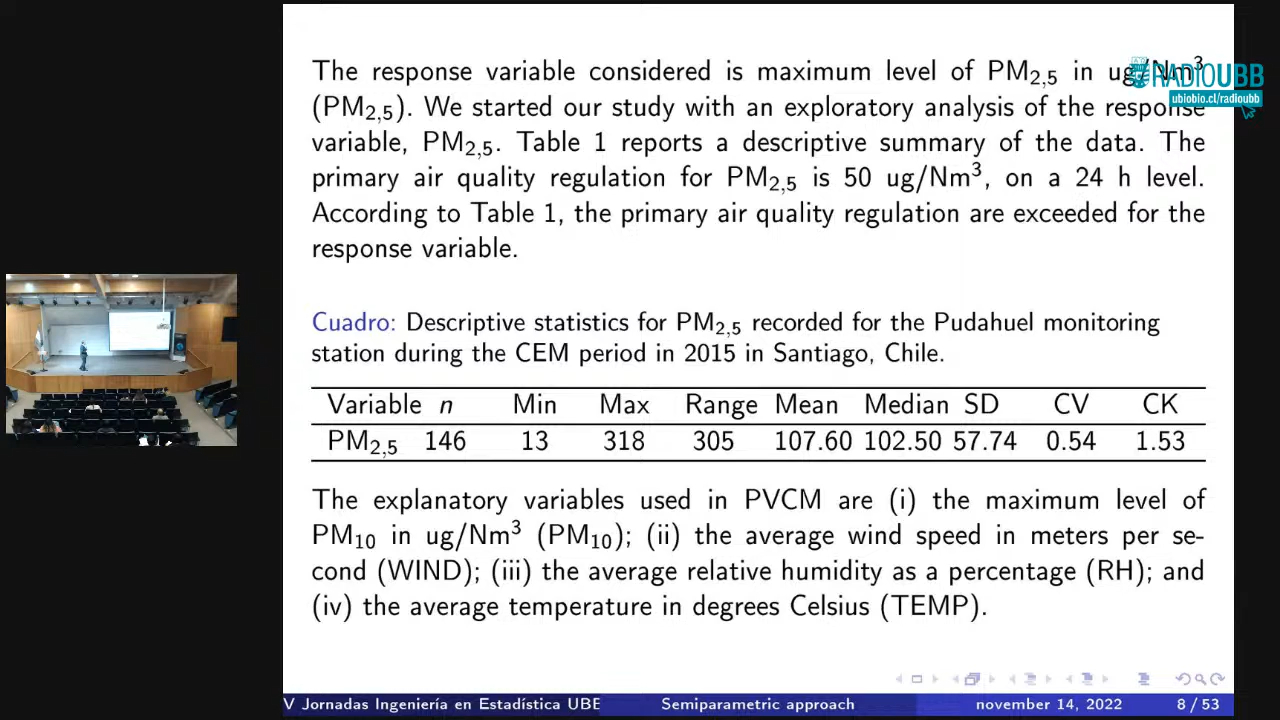 The response variable considered is maximum level of PM2,5 in ug/Nm3
(PM2,5). We started our study with an exploratory analysis of the response
variable, PM2,5. Table 1 reports a descriptive summary of the data. The
primary air quality regulation for PM2,5 is 50 ug/Nm3, on a 24 h level.
According to Table 1, the primary air quality regulation are exceeded for the
response variable.
RADIOUBB
ubiobio.cl/radioubb
Cuadro: Descriptive statistics for PM2,5 recorded for the Pudahuel monitoring
station during the CEM period in 2015 in Santiago, Chile.
Variable n Min Max Range Mean Median SD CV CK
PM2,5 146 13 318 305 107.60 102.50 57.74 0.54 1.53
The explanatory variables used in PVCM are (i) the maximum level of
PM10 in ug/Nm3 (PM10); (ii) the average wind speed in meters per se-
cond (WIND); (iii) the average relative humidity as a percentage (RH); and
(iv) the average temperature in degrees Celsius (TEMP).
V Jornadas Ingeniería en Estadística UBB Semiparametric approach november 14, 2022 8 / 53